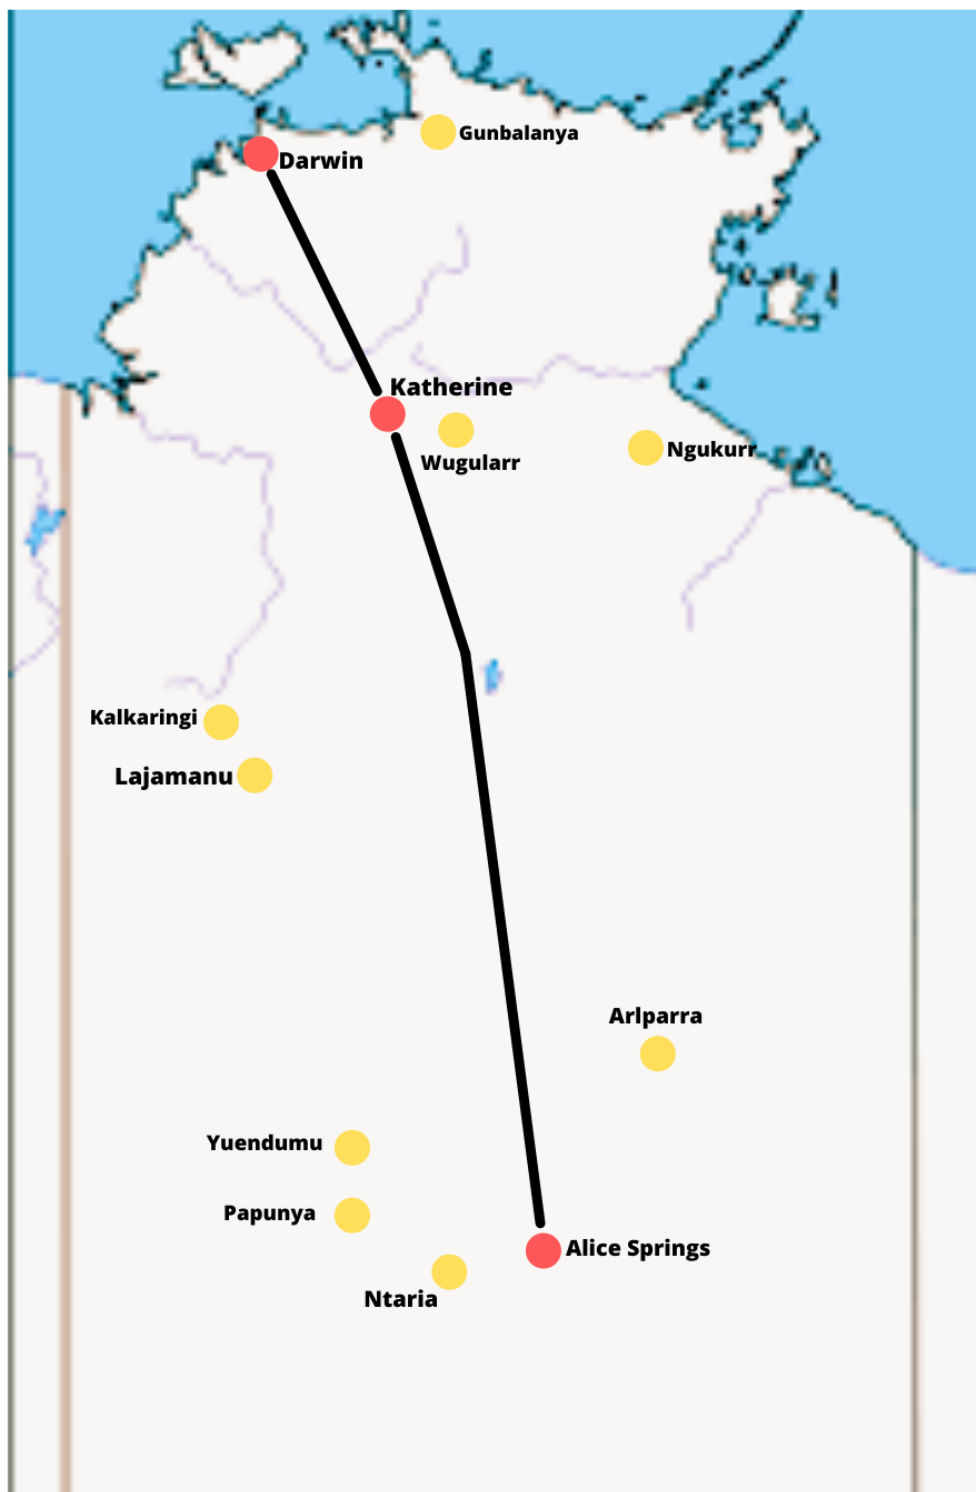 Gunbalanya
Darwin
Katherine
Wugularr
Ngukurr
Kalkaringi
Lajamanu
Arlparra
Yuendumu
Papunya
Alice Springs
Ntaria